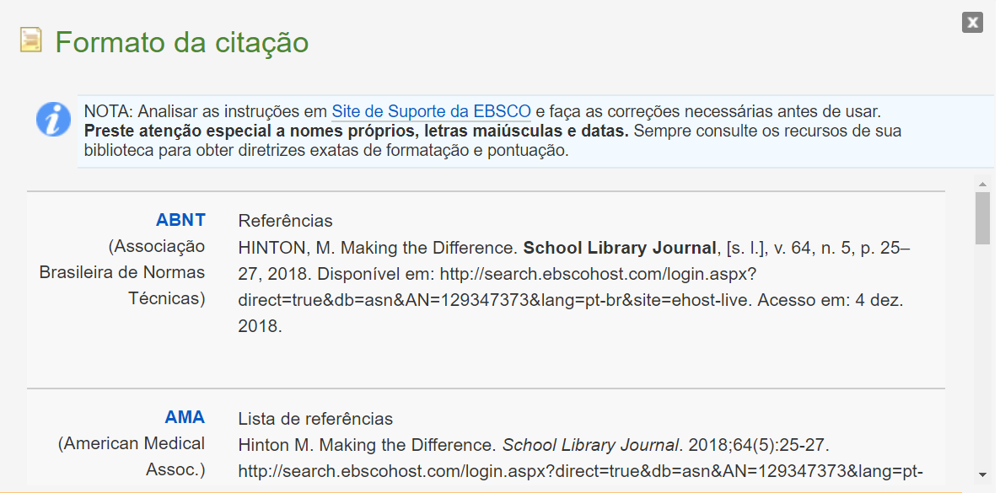 Formato da citação
NOTA: Analisar as instruções em Site de Suporte da EBSCO e faça as correções necessárias antes de usar.
Preste atenção especial a nomes próprios, letras maiúsculas e datas. Sempre consulte os recursos de sua
biblioteca para obter diretrizes exatas de formatação e pontuação.
ABNT
(Associação
Brasileira de Normas
Técnicas)
Referências
HINTON, M. Making the Difference. School Library Journal, [s. l.], v. 64, n. 5, p. 25–
27, 2018. Disponível em: http://search.ebscohost.com/login.aspx?
direct=true&db=asn&AN=129347373&lang=pt-br&site=ehost-live. Acesso em: 4 dez.
2018.
AMA
(American Medical
Assoc.)
Lista de referências
Hinton M. Making the Difference. School Library Journal. 2018;64(5):25-27.
http://search.ebscohost.com/login.aspx?direct=true&db=asn&AN=129347373&lang=pt-